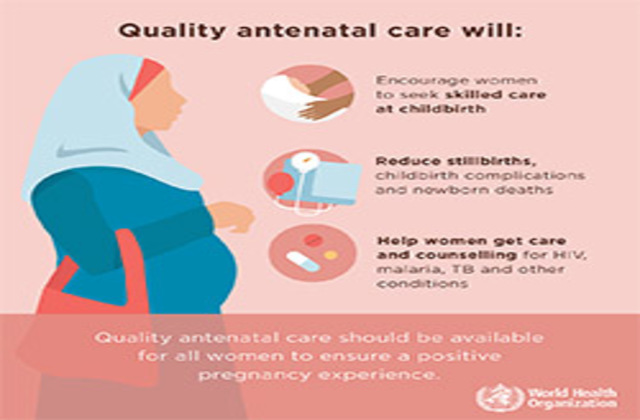 Quality antenatal care will:
Encourage women
to seek skilled care
at childbirth
Reduce stillbirths,
childbirth complications
and newborn deaths
Help women get care
and counselling for HIV,
malaria, TB and other
conditions
Quality antenatal care should be available
for all women to ensure a positive
pregnancy experience.
World Health
Organization